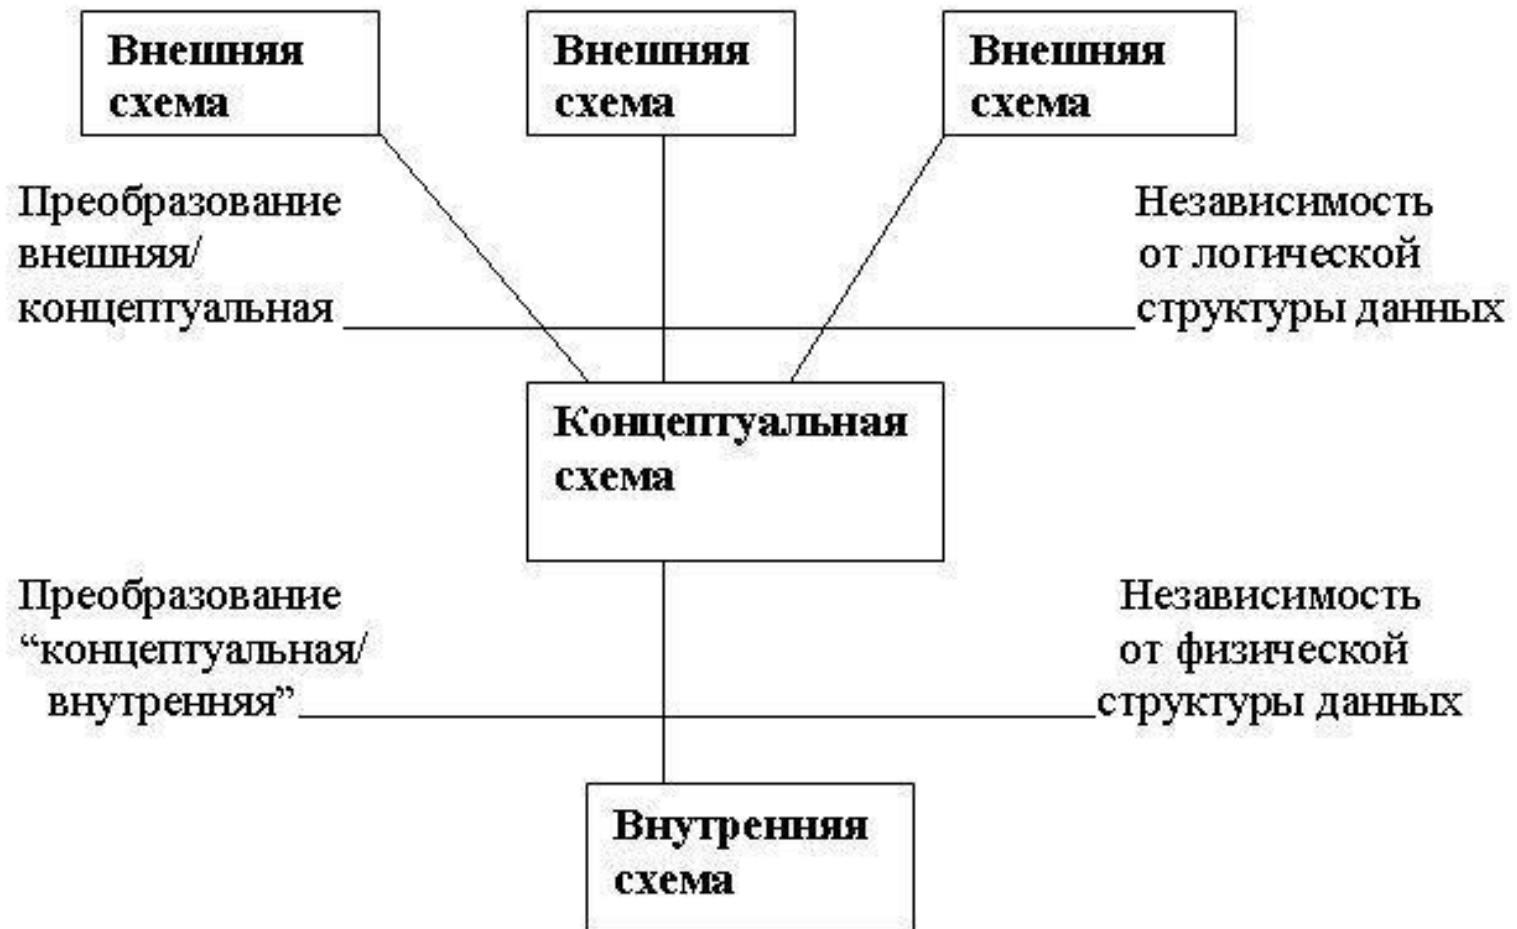 Внешняя
схема
Внешняя
схема
Внешняя
схема
Преобразование
внешняя/
концептуальная
Независимость
от логической
структуры данных
Концептуальная
схема
Преобразование
“концептуальная/
внутренняя”
Независимость
от физической
структуры данных
Внутренняя
схема